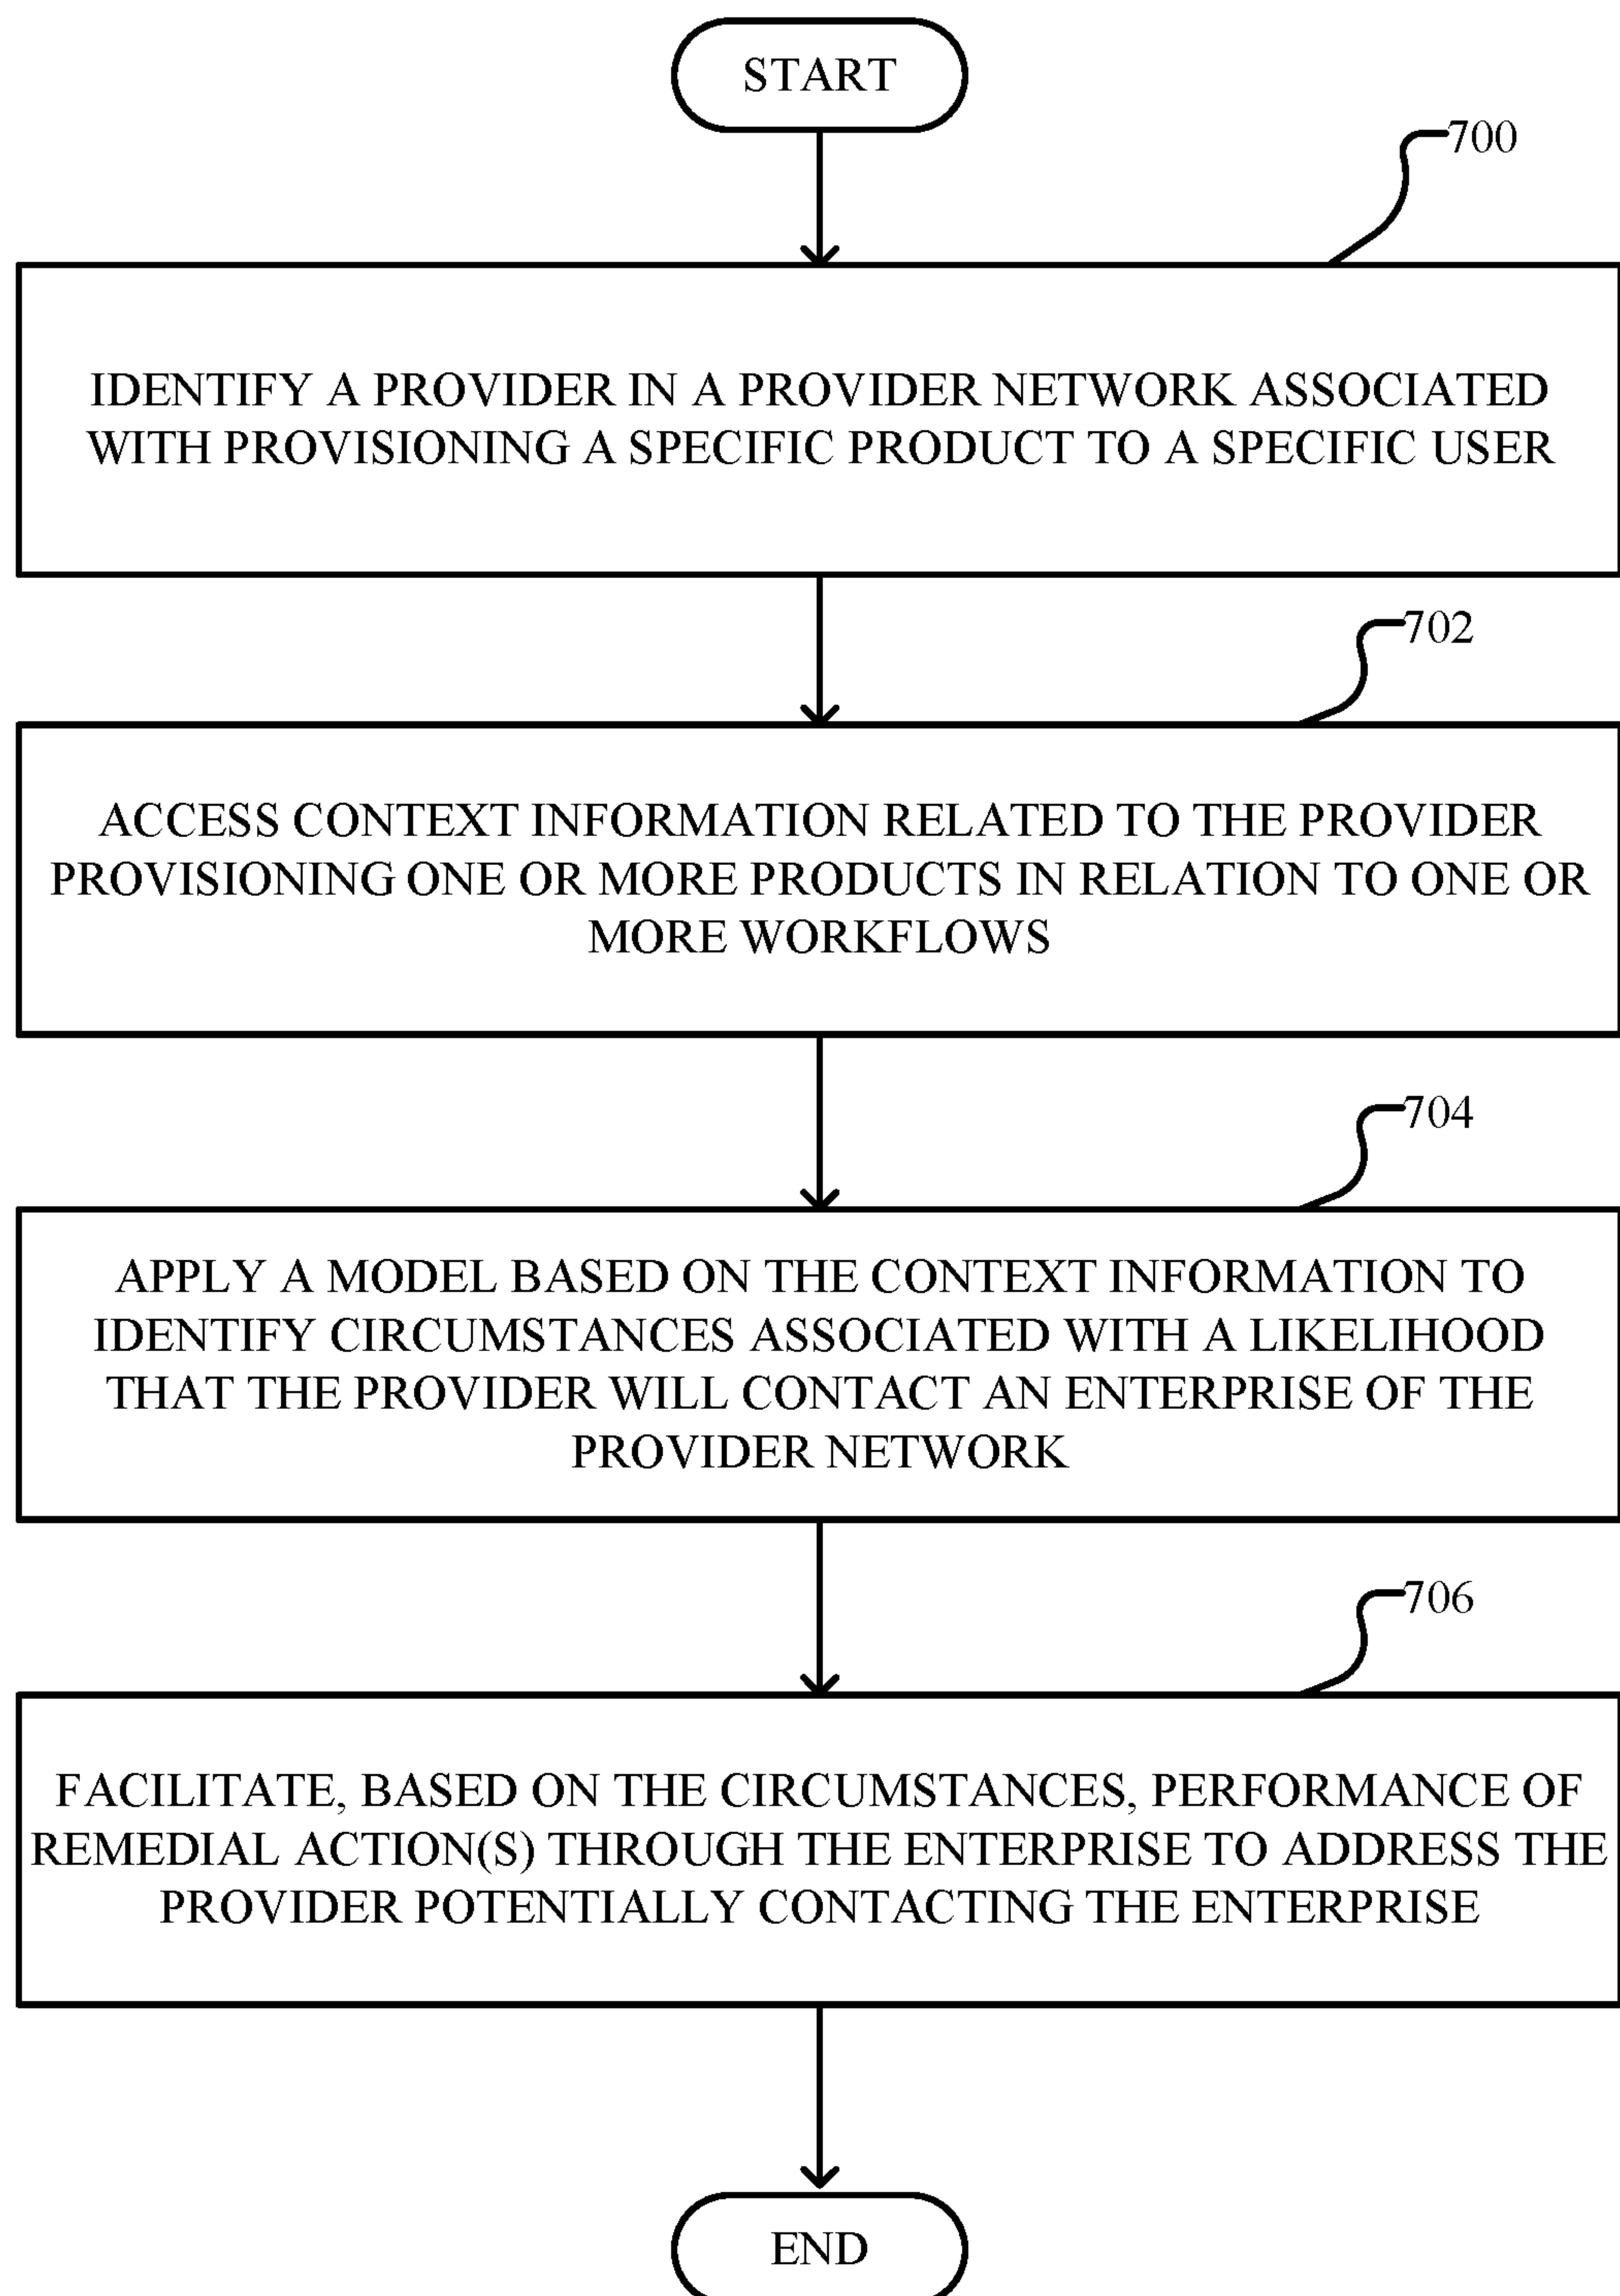 START
700
IDENTIFY A PROVIDER IN A PROVIDER NETWORK ASSOCIATED
WITH PROVISIONING A SPECIFIC PRODUCT TO A SPECIFIC USER
702
ACCESS CONTEXT INFORMATION RELATED TO THE PROVIDER
PROVISIONING ONE OR MORE PRODUCTS IN RELATION TO ONE OR
MORE WORKFLOWS
704
APPLY A MODEL BASED ON THE CONTEXT INFORMATION TO
IDENTIFY CIRCUMSTANCES ASSOCIATED WITH A LIKELIHOOD
THAT THE PROVIDER WILL CONTACT AN ENTERPRISE OF THE
PROVIDER NETWORK
706
FACILITATE, BASED ON THE CIRCUMSTANCES, PERFORMANCE OF
REMEDIAL ACTION(S) THROUGH THE ENTERPRISE TO ADDRESS THE
PROVIDER POTENTIALLY CONTACTING THE ENTERPRISE
END